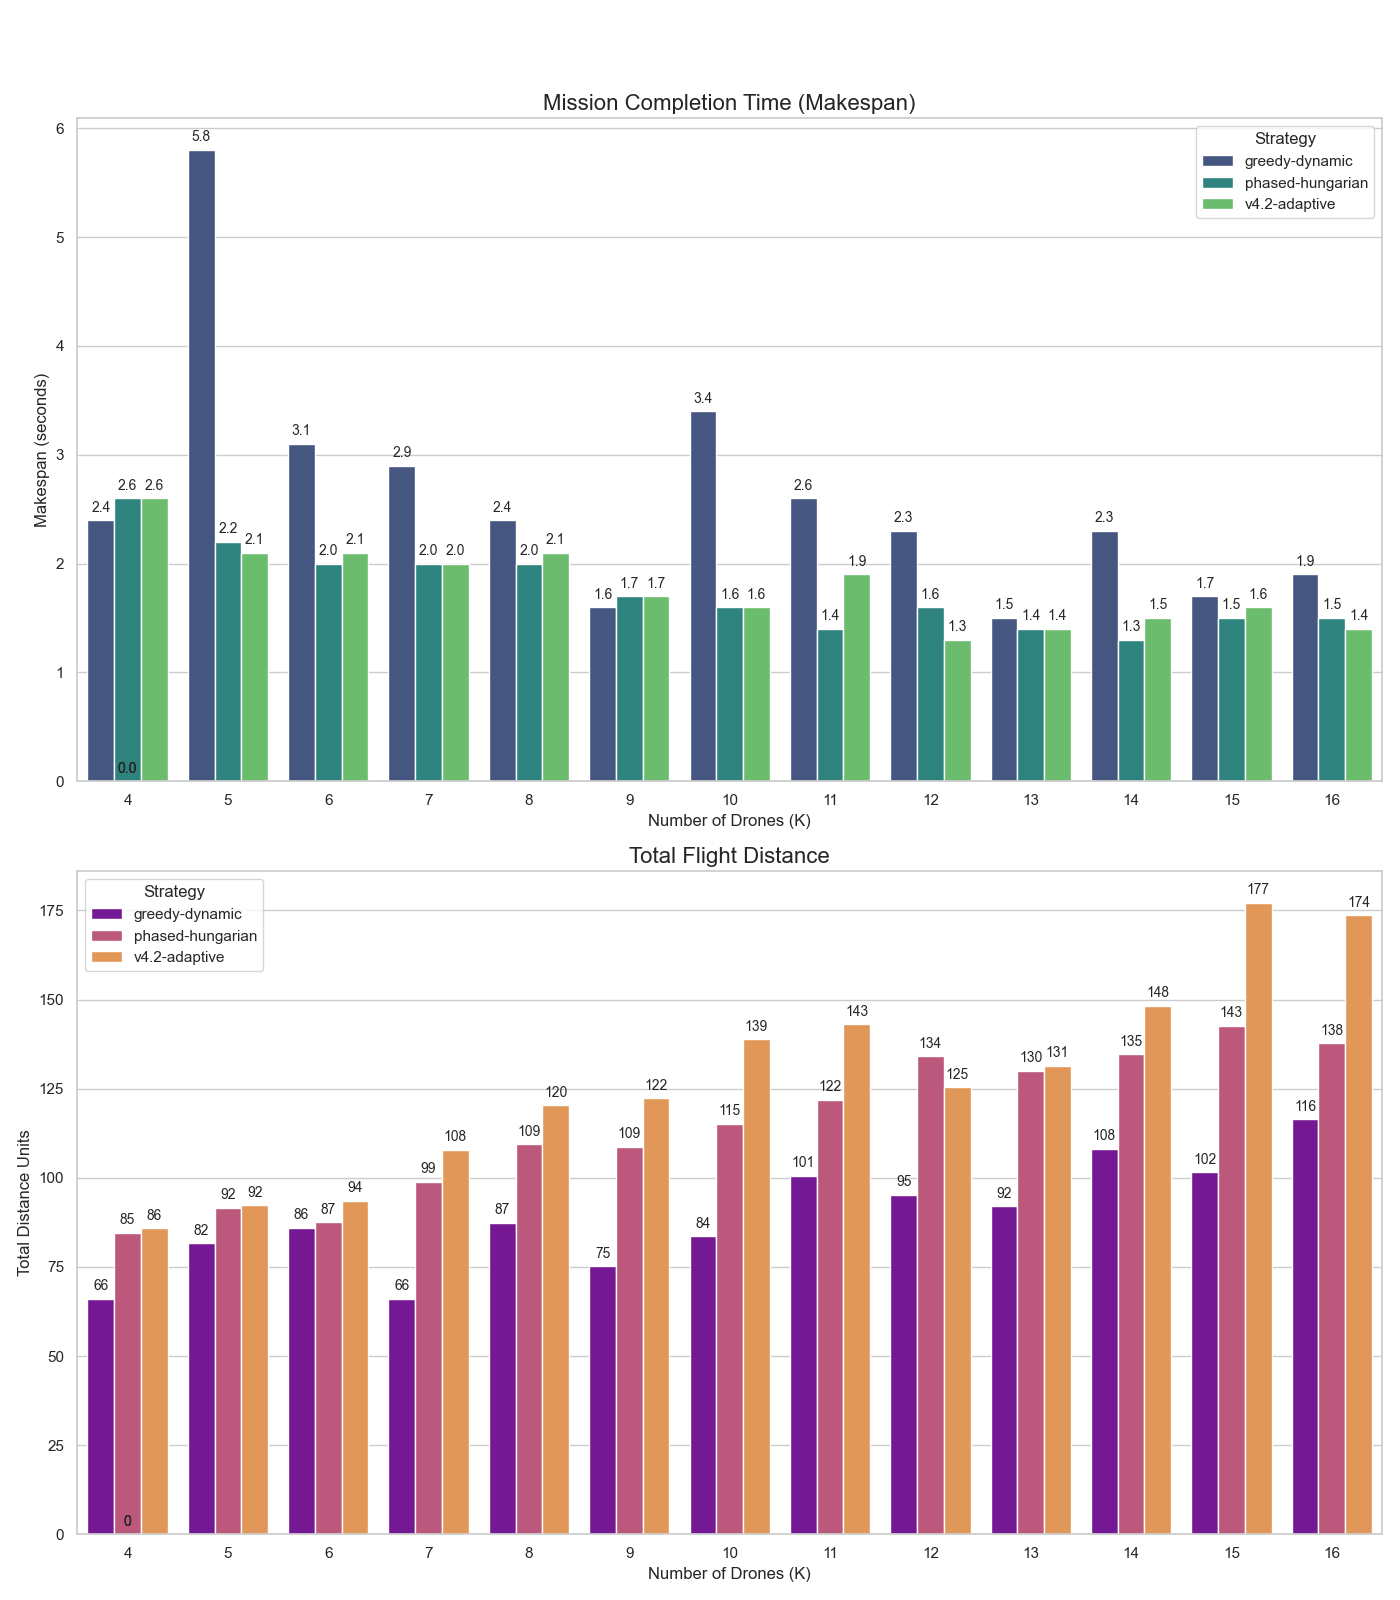 Mission Completion Time (Makespan)
Strategy
greedy-dynamic
phased-hungarian
v4.2-adaptive
Makespan (seconds)
6
5
4
3
2
1
0
2.4 2.6 2.6
0.0
5.8 2.2 2.1
3.1 2.0 2.1
2.9 2.0 2.0
2.4 2.0 2.1
1.6 1.7 1.7
3.4 1.6 1.6
2.6 1.4 1.9
2.3 1.6 1.3
1.5 1.4 1.4
2.3 1.3 1.5
1.7 1.5 1.6
1.9 1.5 1.4
4 5 6 7 8 9 10 11 12 13 14 15 16
Number of Drones (K)
Total Flight Distance
Strategy
greedy-dynamic
phased-hungarian
v4.2-adaptive
Total Distance Units
175
150
125
100
75
50
25
0
66 85 86
0
82 92 92
86 87 94
66 99 108
87 109 120
75 109 122
84 115 139
101 122 143
95 134 125
92 130 131
108 135 148
102 143 177
116 138 174
4 5 6 7 8 9 10 11 12 13 14 15 16
Number of Drones (K)